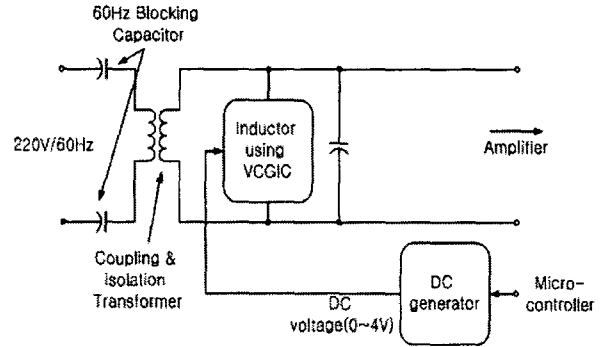 60Hz Blocking
Capacitor
220V/60Hz
Inductor
using
VCGIC
Amplifier
Coupling &
isolation
Transformer
DC
voltage(0~4V)
DC
generator
Micro-
controller